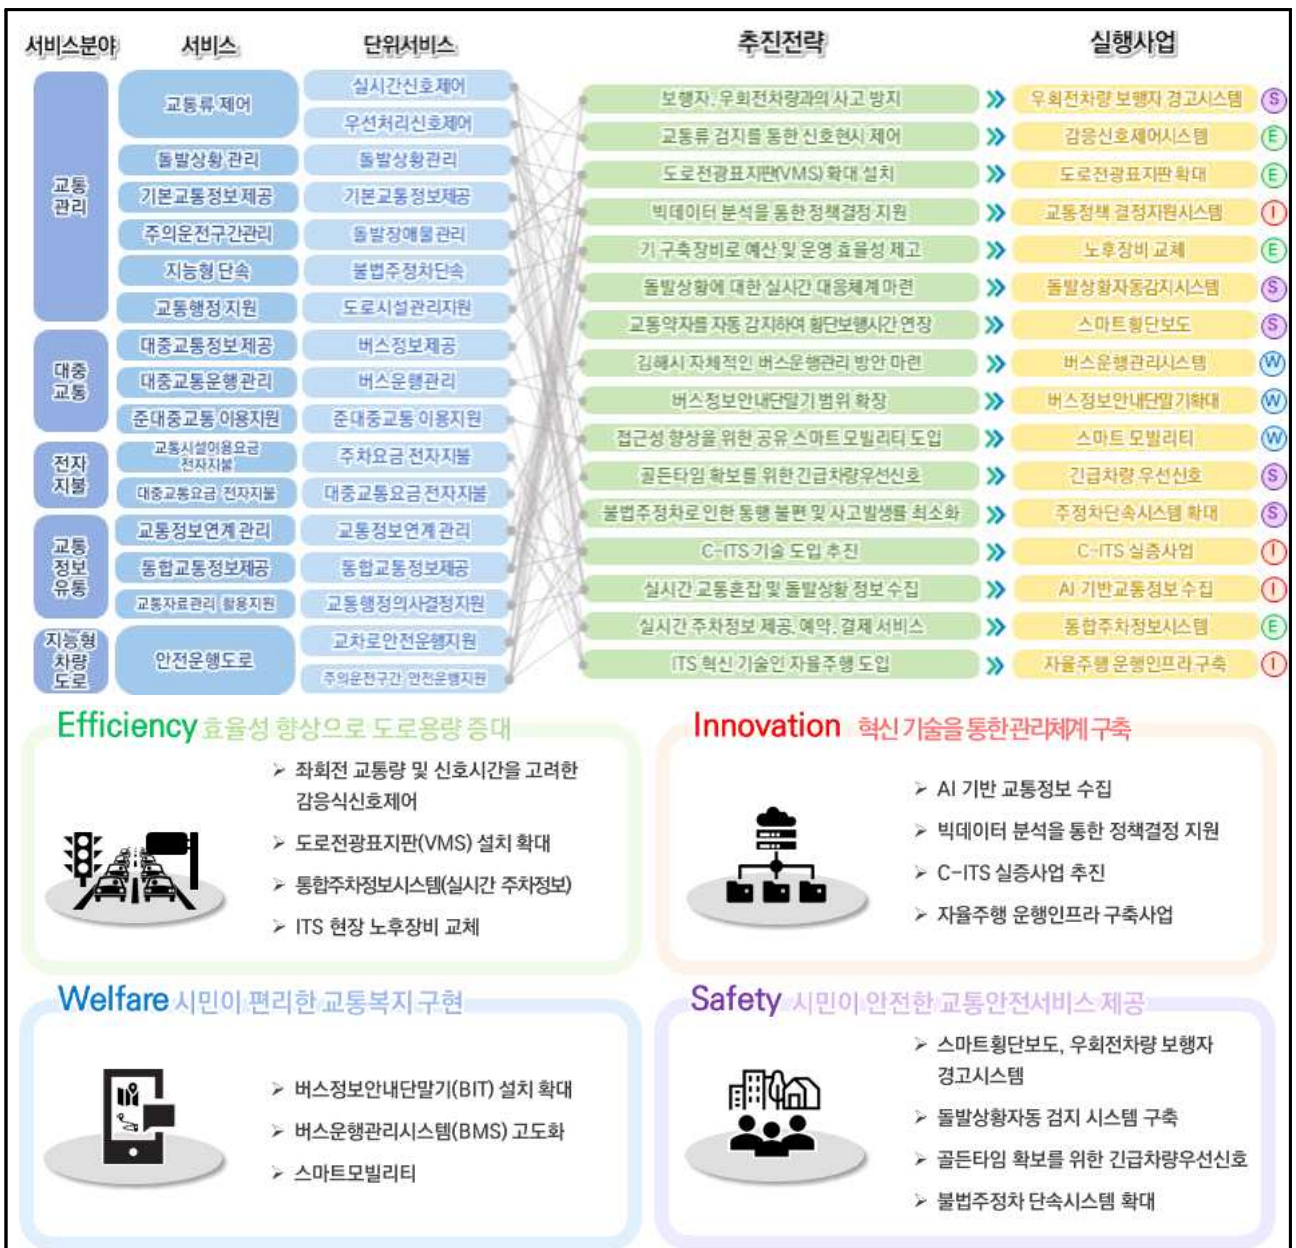 서비스분야 서비스 단위서비스 추진전략 실행사업
교통
관리
대중
교통
전자
지불
교통
정보
유통
지능형
차량
도로
교통류 제어
돌발상황 관리
기본교통정보 제공
주의운전구간관리
지능형 단속
교통행정 지원
대중교통정보 제공
대중교통운행 관리
준대중교통 이용지원
교통시설이용요금
전자지불
대중교통요금 전자지불
교통정보연계 관리
통합교통정보제공
교통자료관리 활용지원
안전운행도로
실시간신호제어
우선처리신호제어
돌발상황관리
기본교통정보제공
돌발장애물관리
불법주정차단속
도로시설관리지원
버스정보제공
버스운행관리
준대중교통 이용지원
주차요금 전자지불
대중교통요금 전자지불
교통정보연계 관리
통합교통정보제공
교통행정의사결정지원
교차로안전운행지원
주의운전구간 안전운행지원
보행자, 우회전차량과의 사고 방지 우회전차량 보행자 경고시스템 S
교통류 검지를 통한 신호현시 제어 감응신호제어시스템 E
도로전광표지판(VMS) 확대 설치 도로전광표지판 확대 E
빅데이터 분석을 통한 정책결정 지원 교통정책 결정지원시스템 I
기 구축장비로 예산 및 운영 효율성 제고 노후장비 교체 E
돌발상황에 대한 실시간 대응체계 마련 돌발상황자동감지시스템 S
교통약자를 자동 감지하여 횡단보행시간 연장 스마트횡단보도 S
김해시 자체적인 버스운행관리 방안 마련 버스운행관리시스템 W
버스정보안내단말기 범위 확장 버스정보안내단말기확대 W
접근성 향상을 위한 공유 스마트 모빌리티 도입 스마트 모빌리티 W
골든타임 확보를 위한 긴급차량우선신호 긴급차량 우선신호 S
불법주정차로 인한 통행 불편 및 사고발생률 최소화 주정차단속시스템 확대 S
C-ITS 기술 도입 추진 C-ITS 실증사업 I
실시간 교통혼잡 및 돌발상황 정보 수집 AI 기반교통정보 수집 I
실시간 주차정보 제공, 예약, 결제 서비스 통합주차정보시스템 E
ITS 혁신 기술인 자율주행 도입 자율주행 운행인프라 구축 I
Efficiency 효율성 향상으로 도로용량 증대
➢ 좌회전 교통량 및 신호시간을 고려한
감응식신호제어
➢ 도로전광표지판(VMS) 설치 확대
➢ 통합주차정보시스템(실시간 주차정보)
➢ ITS 현장 노후장비 교체
Innovation 혁신 기술을 통한 관리체계 구축
➢ AI 기반 교통정보 수집
➢ 빅데이터 분석을 통한 정책결정 지원
➢ C-ITS 실증사업 추진
➢ 자율주행 운행인프라 구축사업
Welfare 시민이 편리한 교통복지 구현
➢ 버스정보안내단말기(BIT) 설치 확대
➢ 버스운행관리시스템(BMS) 고도화
➢ 스마트모빌리티
Safety 시민이 안전한 교통안전서비스 제공
➢ 스마트횡단보도, 우회전차량 보행자
경고시스템
➢ 돌발상황자동 검지 시스템 구축
➢ 골든타임 확보를 위한 긴급차량우선신호
➢ 불법주정차 단속시스템 확대